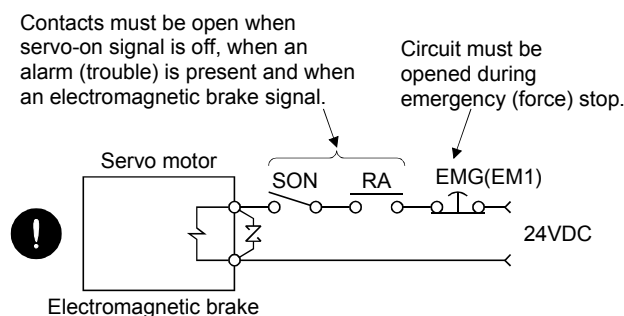 Contacts must be open when
servo-on signal is off, when an
alarm (trouble) is present and when
an electromagnetic brake signal.
Circuit must be
opened during
emergency (force) stop.
Servo motor
SON
RA
EMG(EM1)
24VDC
Electromagnetic brake